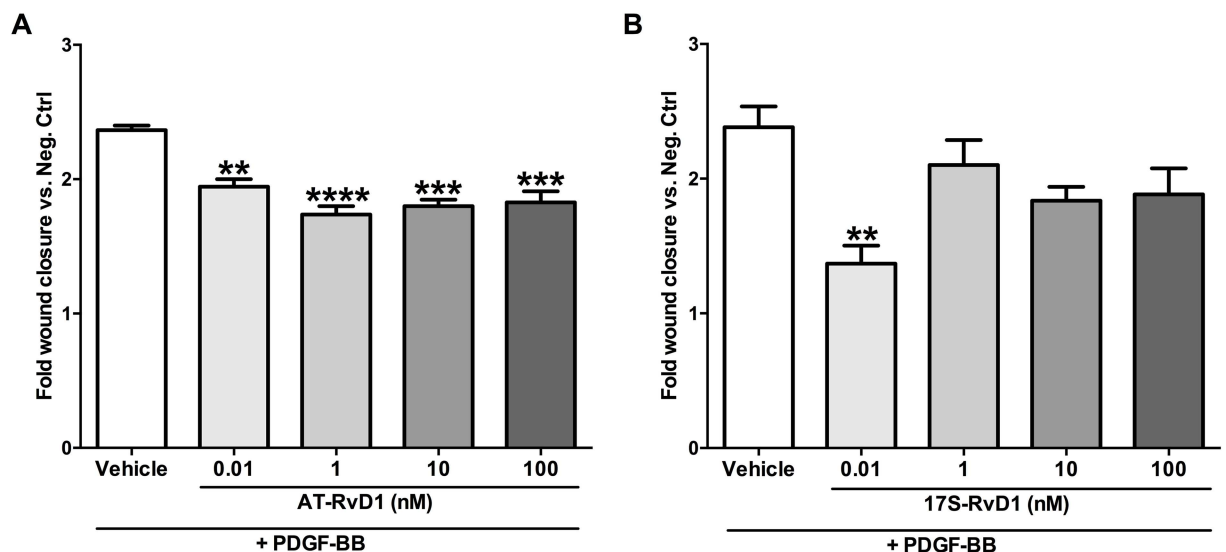 A
Fold wound closure vs. Neg. Ctrl
3
2
1
0
**
****
***
***
Vehicle 0.01 1 10 100
AT-RvD1 (nM)
+ PDGF-BB
B
Fold wound closure vs. Neg. Ctrl
3
2
1
0
**
Vehicle 0.01 1 10 100
17S-RvD1 (nM)
+ PDGF-BB